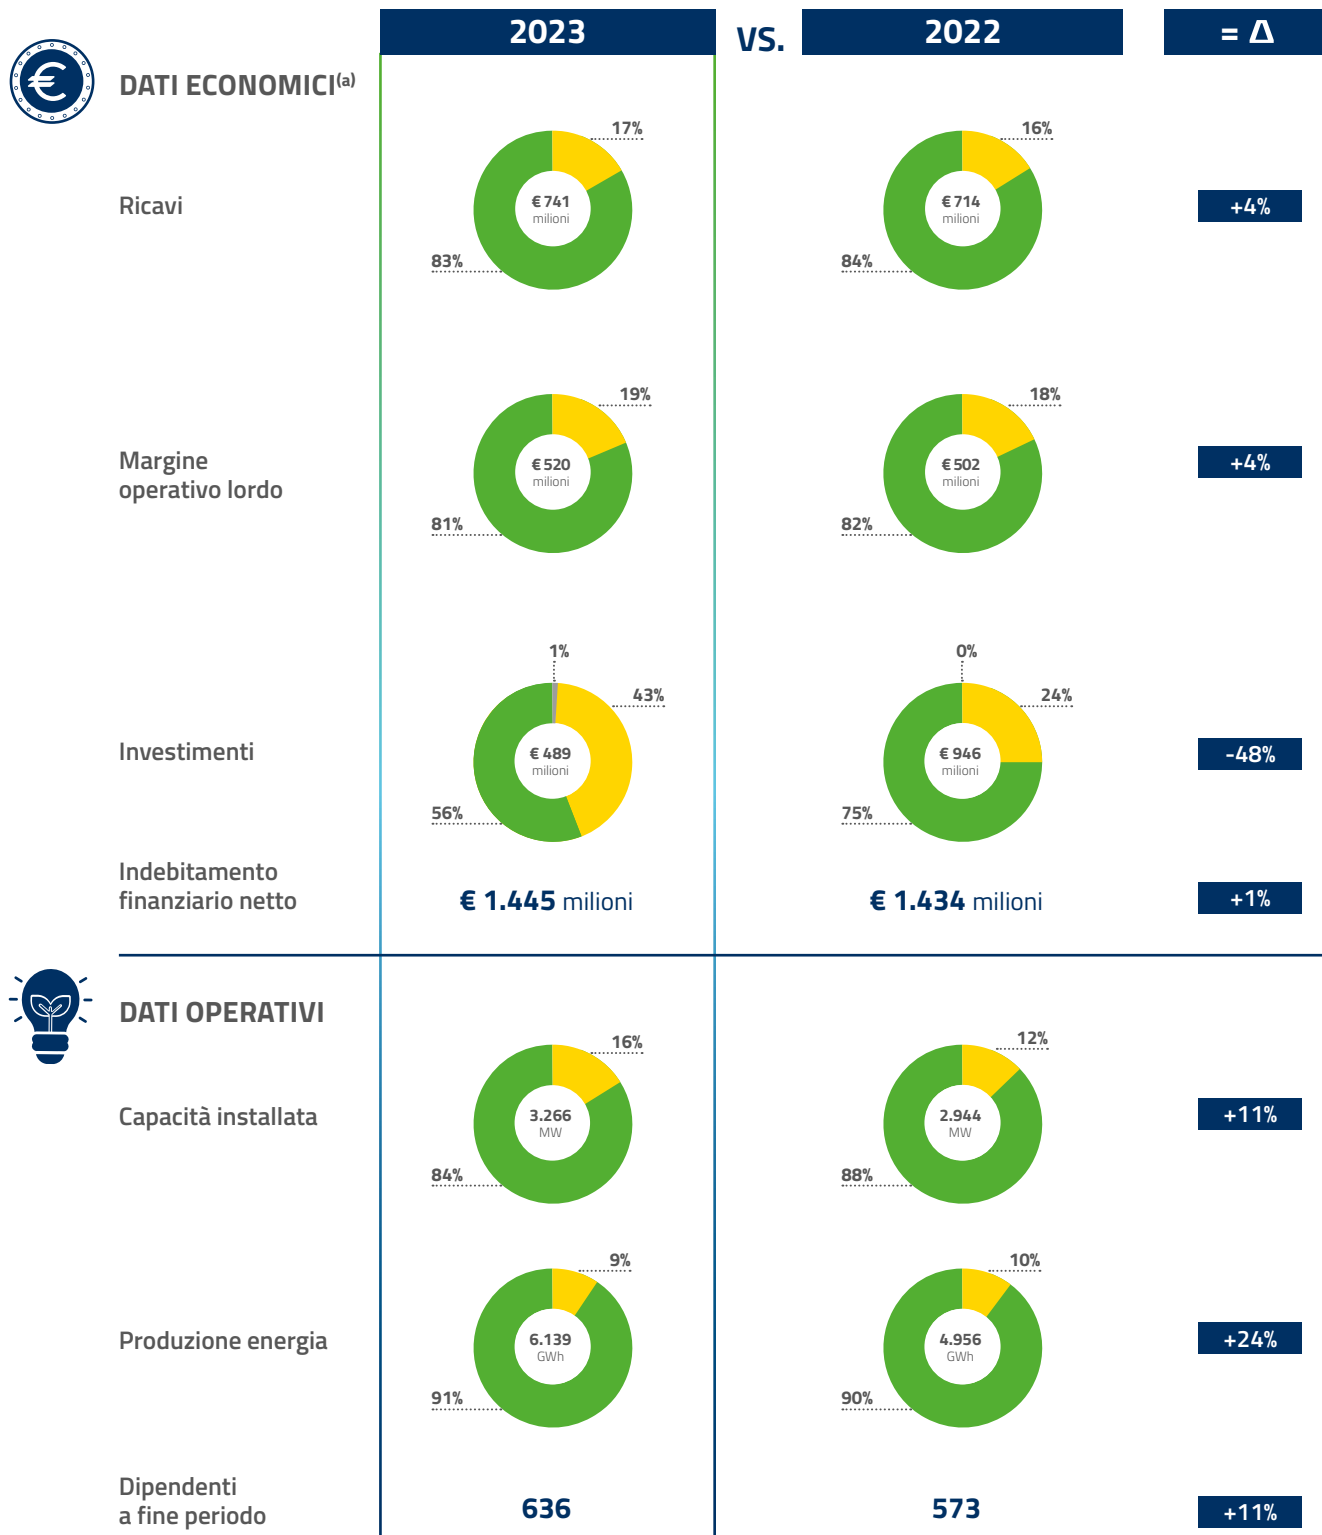 2023
VS.
2022
= Δ
€
DATI ECONOMICI(a)
17%
16%
Ricavi
€ 741
milioni
€ 714
milioni
+4%
83%
84%
19%
18%
Margine
operativo lordo
€ 520
milioni
€ 502
milioni
+4%
81%
82%
1%
43%
0%
24%
Investimenti
€ 489
milioni
€ 946
milioni
-48%
56%
75%
Indebitamento
finanziario netto
€ 1.445 milioni
€ 1.434 milioni
+1%
DATI OPERATIVI
16%
12%
Capacità installata
3.266
MW
2.944
MW
+11%
84%
88%
9%
10%
Produzione energia
6.139
GWh
4.956
GWh
+24%
91%
90%
Dipendenti
a fine periodo
636
573
+11%